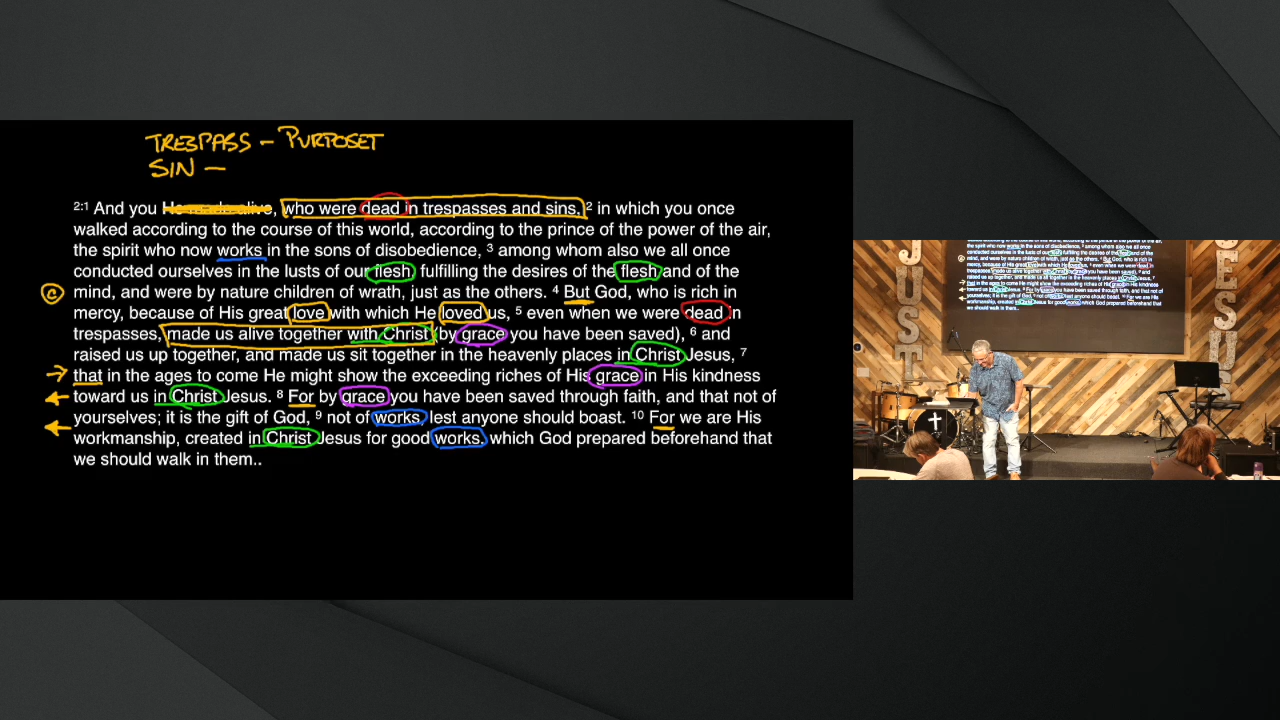 TRESPASS – PURPOSET
SIN –
2:1 And you He made alive, who were dead in trespasses and sins, 2 in which you once
walked according to the course of this world, according to the prince of the power of the air,
the spirit who now works in the sons of disobedience, 3 among whom also we all once
conducted ourselves in the lusts of our flesh, fulfilling the desires of the flesh and of the
C mind, and were by nature children of wrath, just as the others. 4 But God, who is rich in
mercy, because of His great love with which He loved us, 5 even when we were dead in
trespasses, made us alive together with Christ (by grace you have been saved), 6 and
raised us up together, and made us sit together in the heavenly places in Christ Jesus, 7
that in the ages to come He might show the exceeding riches of His grace in His kindness
toward us in Christ Jesus. 8 For by grace you have been saved through faith, and that not of
yourselves; it is the gift of God, 9 not of works, lest anyone should boast. 10 For we are His
workmanship, created in Christ Jesus for good works, which God prepared beforehand that
we should walk in them..
JUST
JESUS